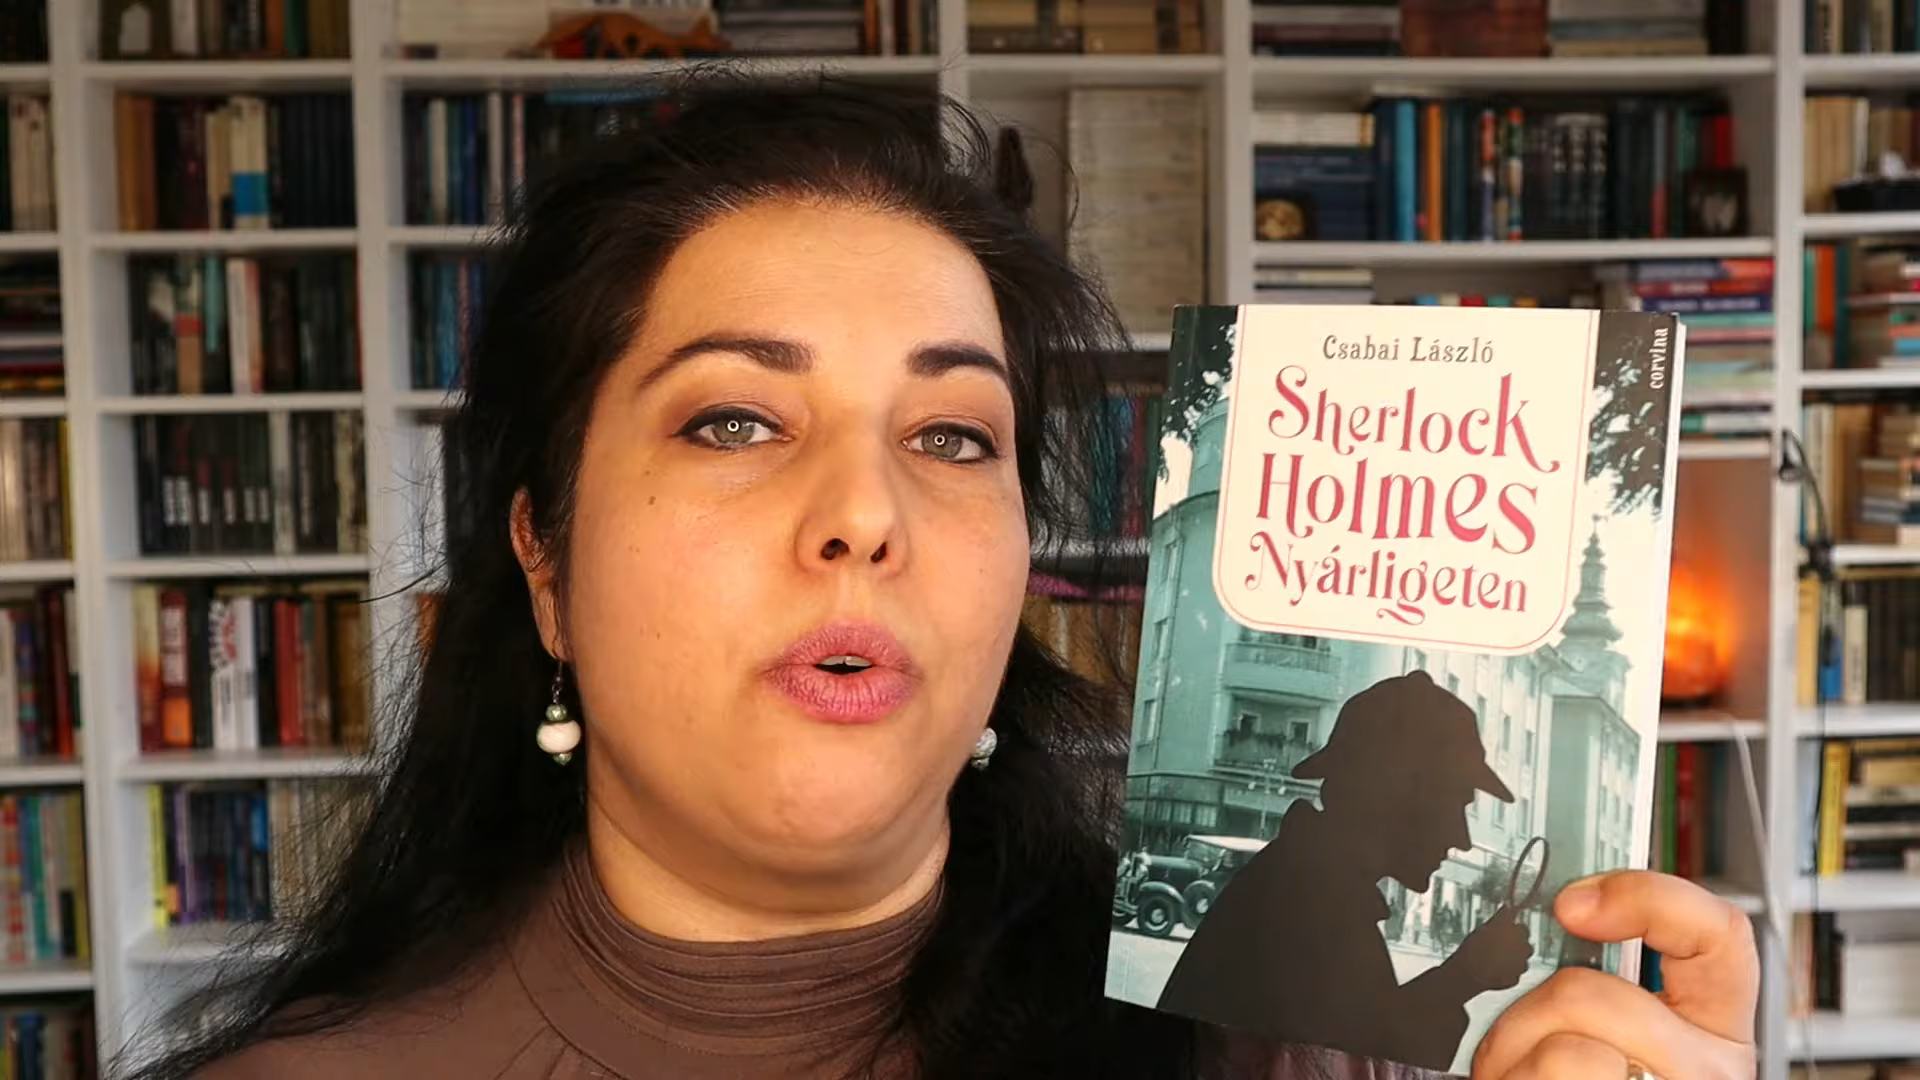 Csabai László
Sherlock
Holmes
Nyárligeten
corvina